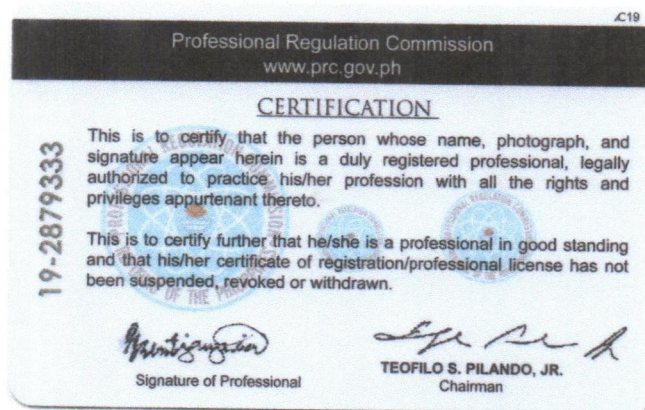 C19
Professional Regulation Commission
www.prc.gov.ph
CERTIFICATION
19-2879333
This is to certify that the person whose name, photograph, and
signature appear herein is a duly registered professional, legally
authorized to practice his/her profession with all the rights and
privileges appurtenant thereto.
This is to certify further that he/she is a professional in good standing
and that his/her certificate of registration/professional license has not
been suspended, revoked or withdrawn.
Signature of Professional
TEOFILO S. PILANDO, JR.
Chairman